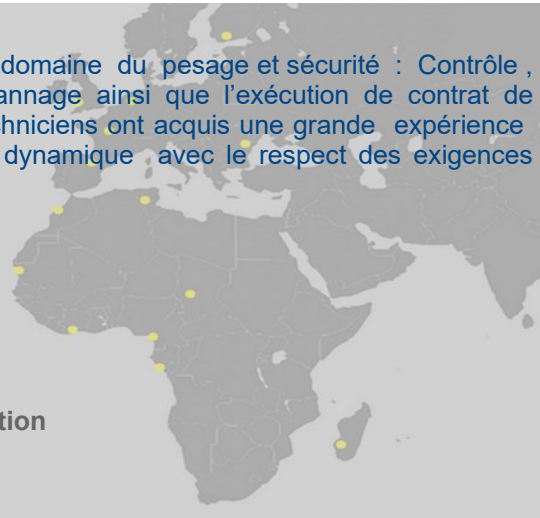 domaine du pesage et sécurité : Contrôle ,
annage ainsi que l’exécution de contrat de
hniciens ont acquis une grande expérience
dynamique avec le respect des exigences
tion